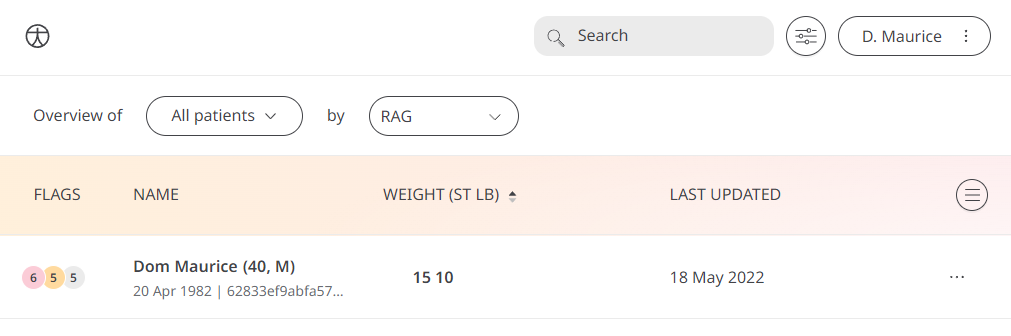 Search
D. Maurice
Overview of All patients by RAG
FLAGS NAME WEIGHT (ST LB) LAST UPDATED
6 5 5 Dom Maurice (40, M) 15 10 18 May 2022 ...
20 Apr 1982 | 62833ef9abfa57...